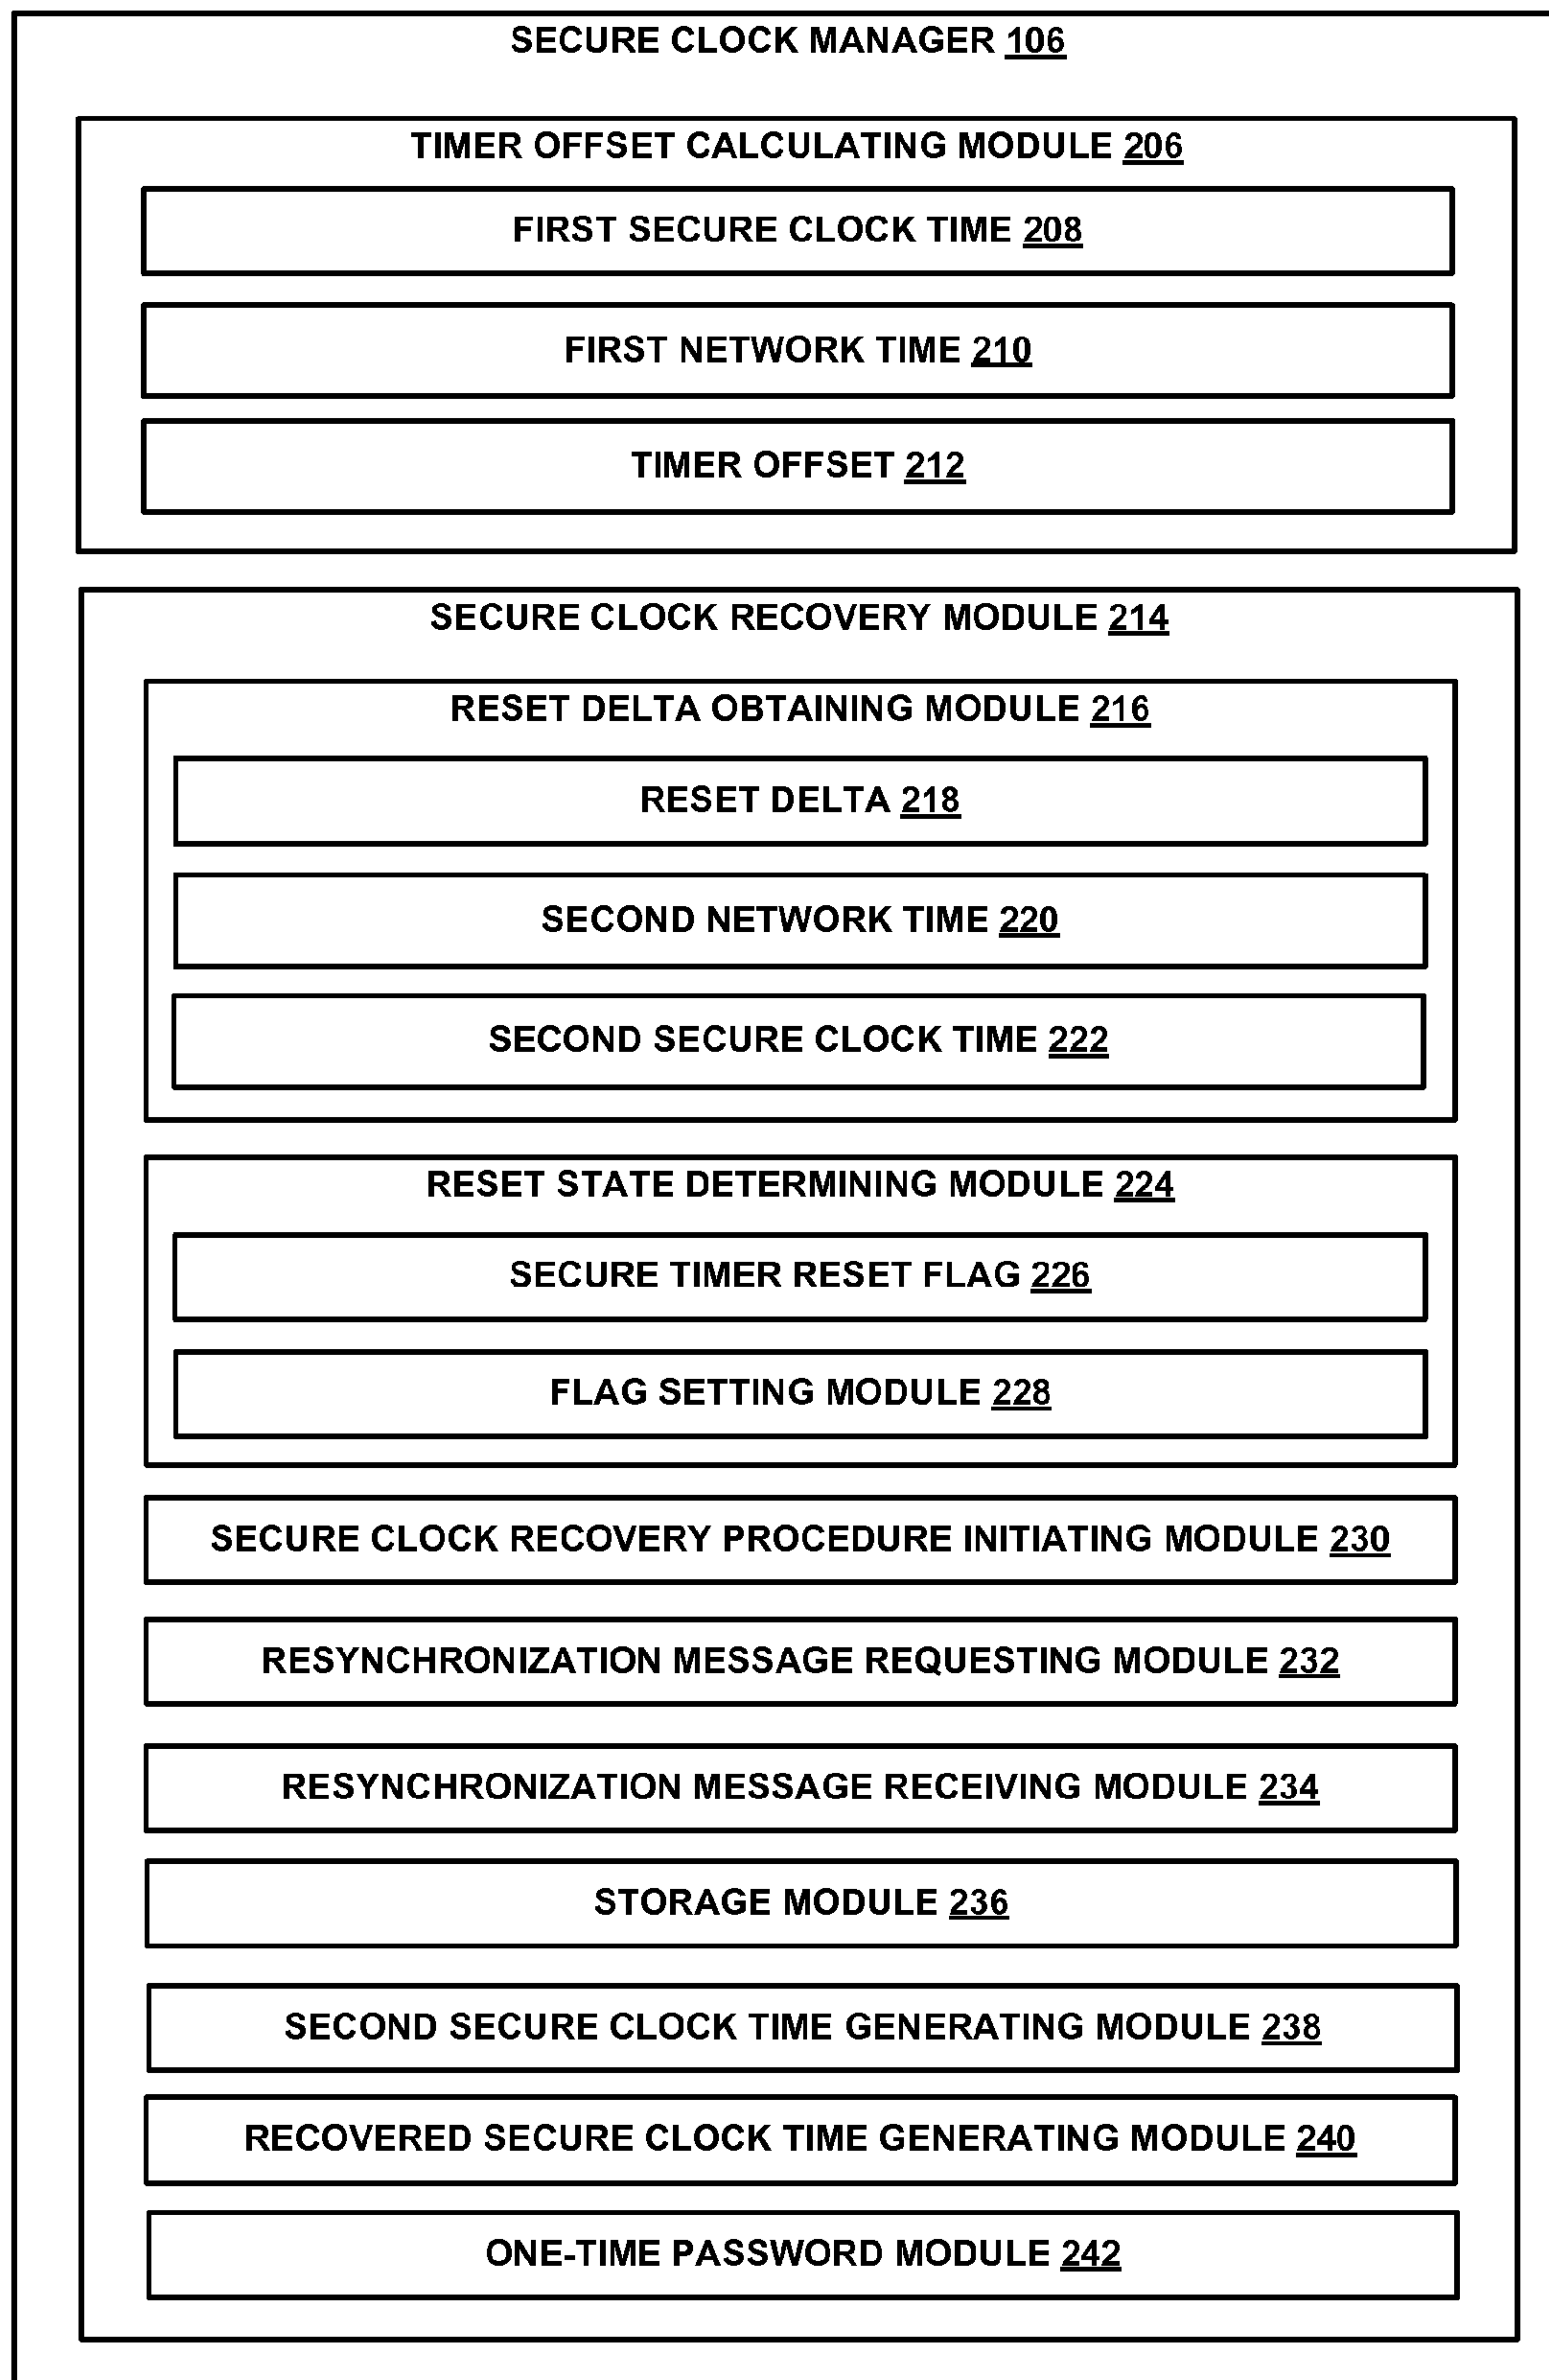 SECURE CLOCK MANAGER 106
TIMER OFFSET CALCULATING MODULE 206
FIRST SECURE CLOCK TIME 208
FIRST NETWORK TIME 210
TIMER OFFSET 212
SECURE CLOCK RECOVERY MODULE 214
RESET DELTA OBTAINING MODULE 216
RESET DELTA 218
SECOND NETWORK TIME 220
SECOND SECURE CLOCK TIME 222
RESET STATE DETERMINING MODULE 224
SECURE TIMER RESET FLAG 226
FLAG SETTING MODULE 228
SECURE CLOCK RECOVERY PROCEDURE INITIATING MODULE 230
RESYNCHRONIZATION MESSAGE REQUESTING MODULE 232
RESYNCHRONIZATION MESSAGE RECEIVING MODULE 234
STORAGE MODULE 236
SECOND SECURE CLOCK TIME GENERATING MODULE 238
RECOVERED SECURE CLOCK TIME GENERATING MODULE 240
ONE-TIME PASSWORD MODULE 242